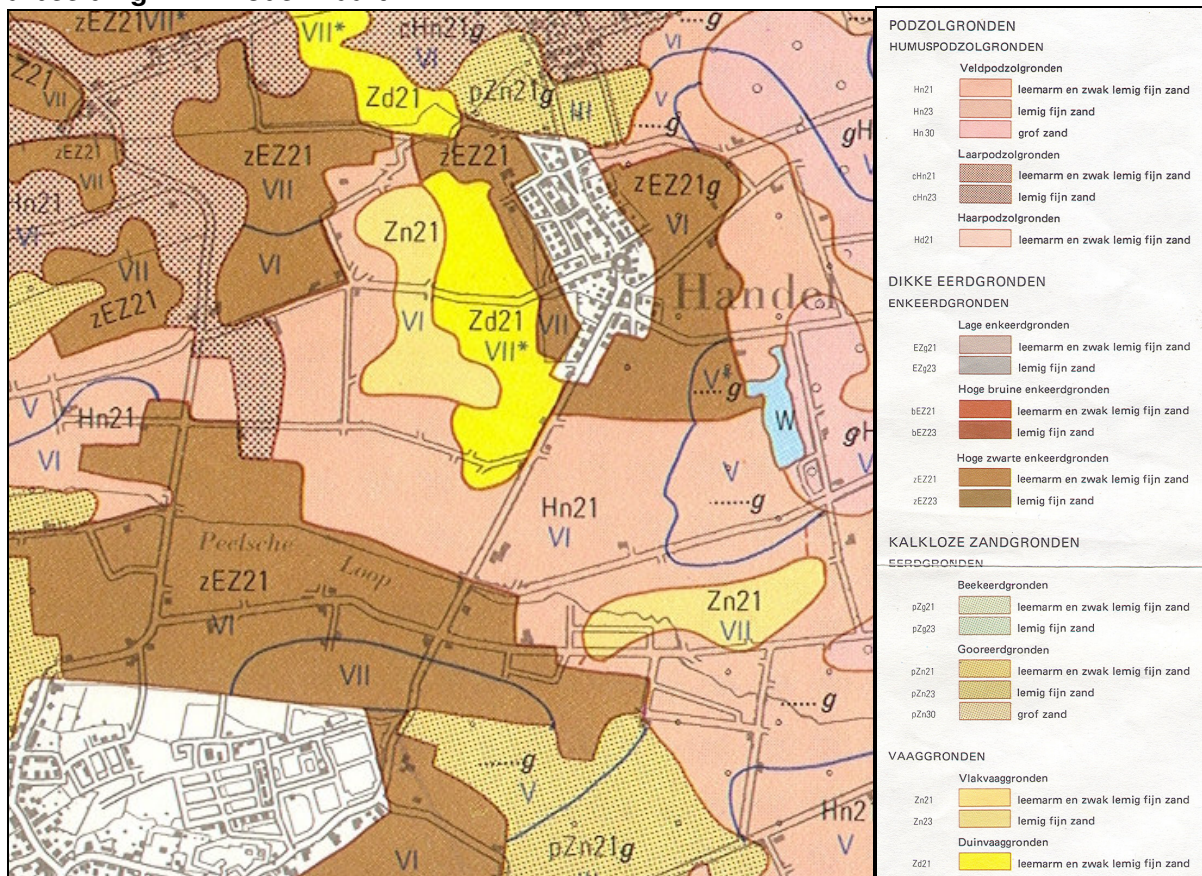 zEZ21 VII*
VII*
cHn21g
VI
VI
Zd21
pZn21g
III
V
.....g
.....g
Z21
VII
zEZ21
VII
zEZ21
VII
zEZ21
zEZ21g
VI
gH
V
Hn21
VI
Zn21
VI
VI
VII
zEZ21
Zd21
VII*
VII
Handel
V*
.....g
W
gH
V
V
Hn21
VI
V
......g
Hn21
VI
Peelsche
Loop
zEZ21
VI
Zn21
VII
VII
......g
......g
V
Hn2
V
pZn21g
VI
PODZOLGRONDEN
HUMUSPODZOLGRONDEN
Veldpodzolgronden
Hn21 leemarm en zwak lemig fijn zand
Hn23 lemig fijn zand
Hn30 grof zand
Laarpodzolgronden
cHn21 leemarm en zwak lemig fijn zand
cHn23 lemig fijn zand
Haarpodzolgronden
Hd21 leemarm en zwak lemig fijn zand
DIKKE EERDGRONDEN
ENKEERDGRONDEN
Lage enkeerdgronden
EZg21 leemarm en zwak lemig fijn zand
EZg23 lemig fijn zand
Hoge bruine enkeerdgronden
bEZ21 leemarm en zwak lemig fijn zand
bEZ23 lemig fijn zand
Hoge zwarte enkeerdgronden
zEZ21 leemarm en zwak lemig fijn zand
zEZ23 lemig fijn zand
KALKLOZE ZANDGRONDEN
EERDGRONDEN
Beekeerdgronden
pZg21 leemarm en zwak lemig fijn zand
pZg23 lemig fijn zand
Gooreerdgronden
pZn21 leemarm en zwak lemig fijn zand
pZn23 lemig fijn zand
pZn30 grof zand
VAAGGRONDEN
Vlakvaaggronden
Zn21 leemarm en zwak lemig fijn zand
Zn23 lemig fijn zand
Duinvaaggronden
Zd21 leemarm en zwak lemig fijn zand